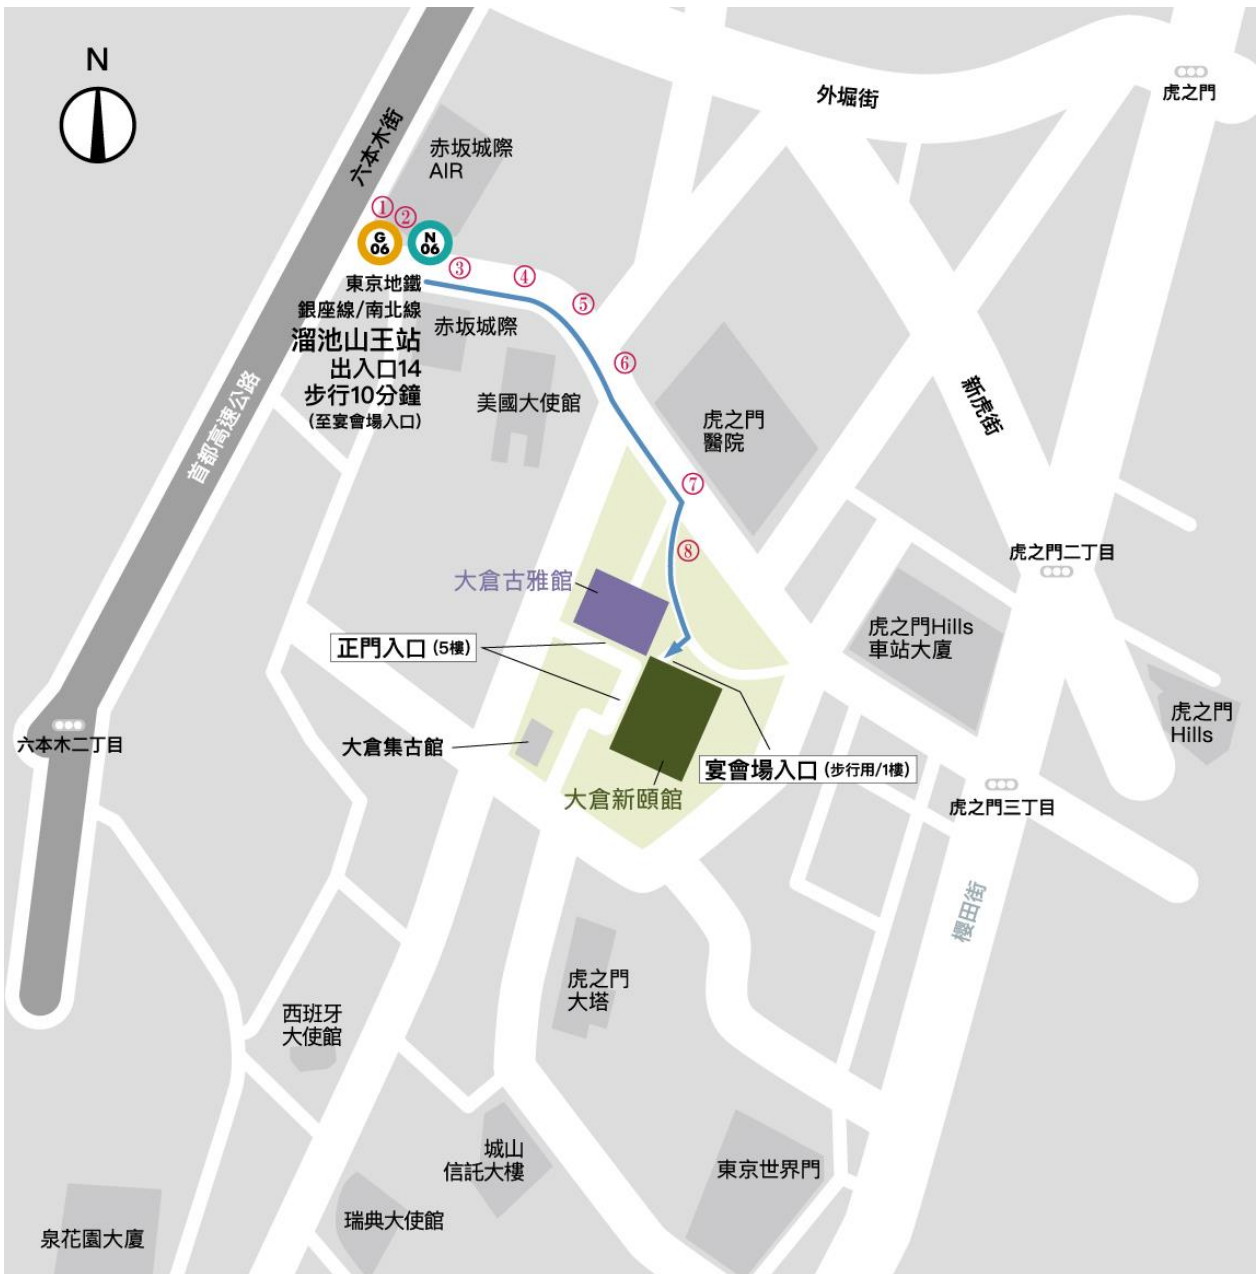 N
外堀街
虎之門
六本木街
赤坂城際
AIR
①
②
G
06
N
06
③
④
⑤
⑥
⑦
⑧
東京地鐵
銀座線/南北線
溜池山王站
出入口14
步行10分鐘
(至宴會場入口)
赤坂城際
美國大使館
虎之門
醫院
新虎街
首都高速公路
虎之門二丁目
大倉古雅館
正門入口 (5樓)
虎之門Hills
車站大廈
虎之門
Hills
六本木二丁目
大倉集古館
宴會場入口 (步行用/1樓)
大倉新頤館
虎之門三丁目
櫻田街
虎之門
大塔
西班牙
大使館
城山
信託大樓
東京世界門
瑞典大使館
泉花園大廈